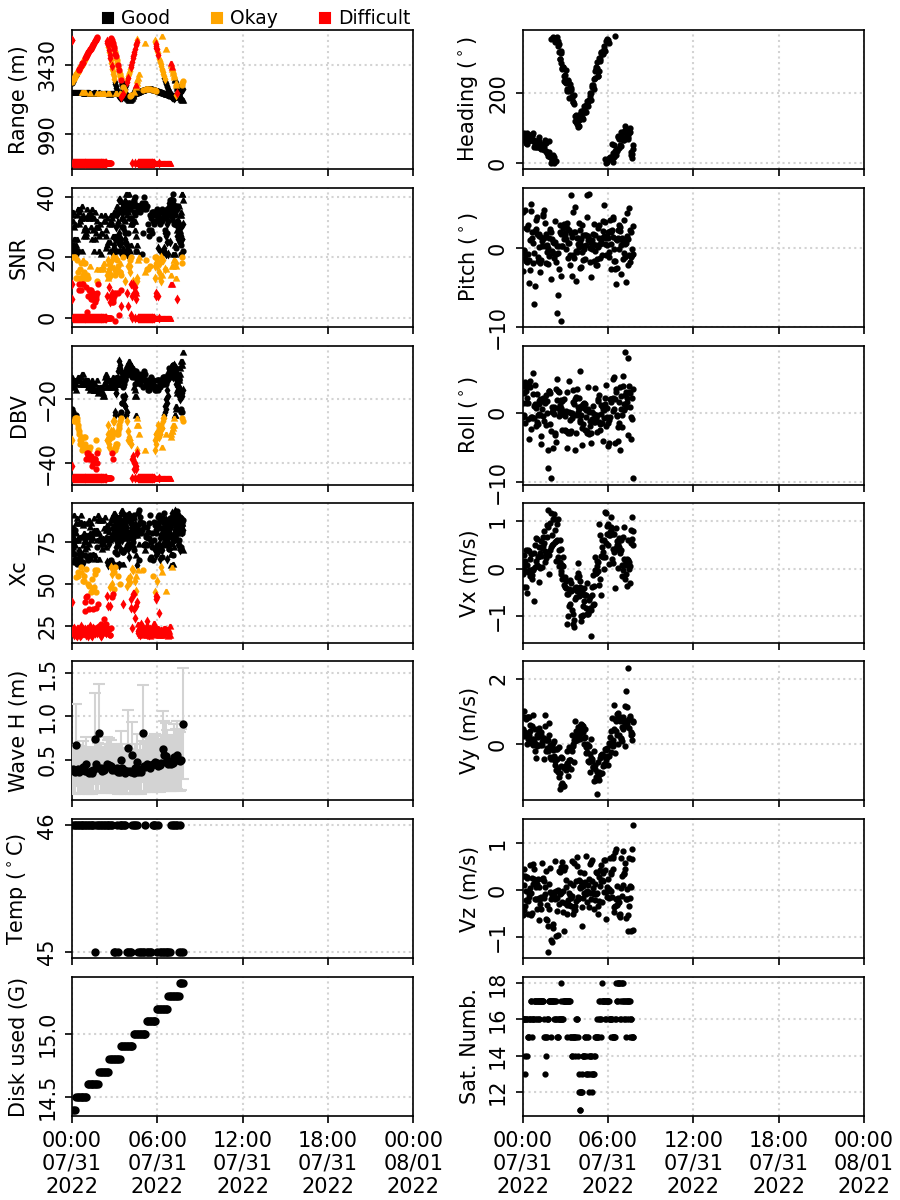 Good Okay Difficult
Range (m)
3430
990
Heading (°)
200
0
SNR
40
20
0
Pitch (°)
0
−10
DBV
−20
−40
Roll (°)
0
−10
Xc
75
50
25
Vx (m/s)
1
0
−1
Wave H (m)
1.5
1.0
0.5
Vy (m/s)
2
0
Temp (°C)
46
45
Vz (m/s)
1
0
−1
Disk used (G)
15.0
14.5
Sat. Numb.
18
16
14
12
00:00 06:00 12:00 18:00 00:00
07/31 07/31 07/31 07/31 08/01
2022 2022 2022 2022 2022
00:00 06:00 12:00 18:00 00:00
07/31 07/31 07/31 07/31 08/01
2022 2022 2022 2022 2022